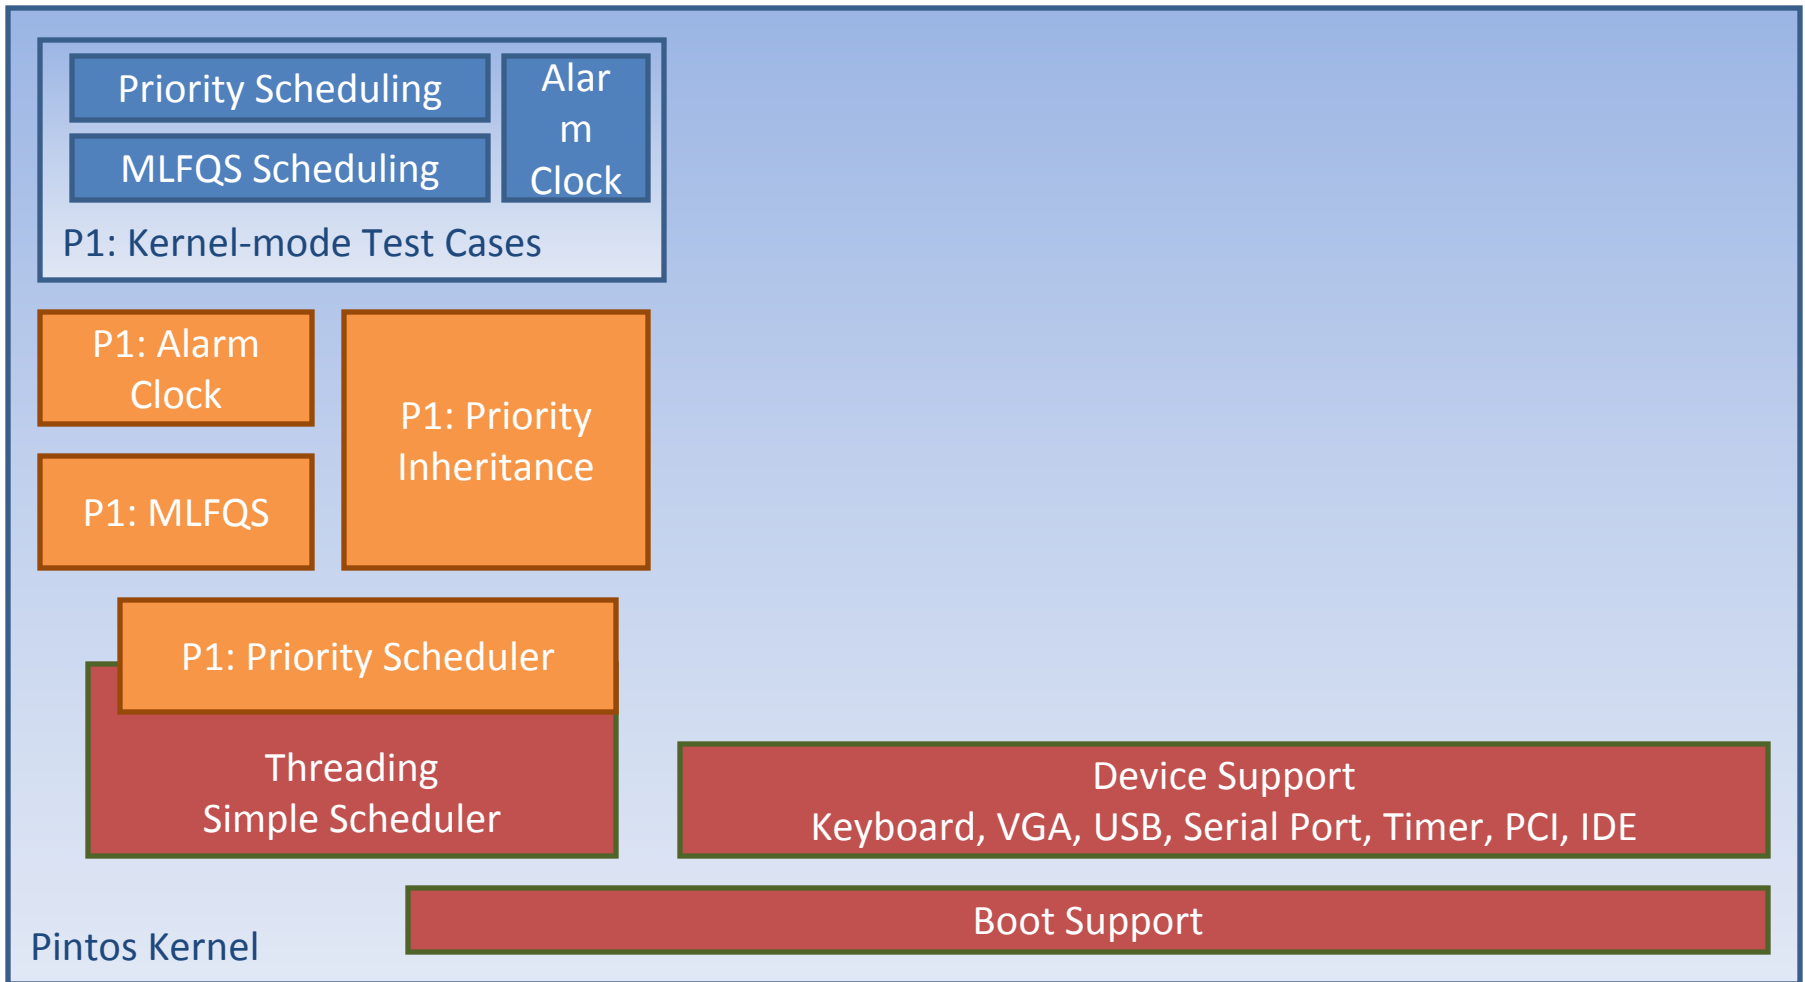 Priority Scheduling
MLFQS Scheduling
Alar
m
Clock
P1: Kernel-mode Test Cases
P1: Alarm
Clock
P1: Priority
Inheritance
P1: MLFQS
P1: Priority Scheduler
Threading
Simple Scheduler
Device Support
Keyboard, VGA, USB, Serial Port, Timer, PCI, IDE
Boot Support
Pintos Kernel